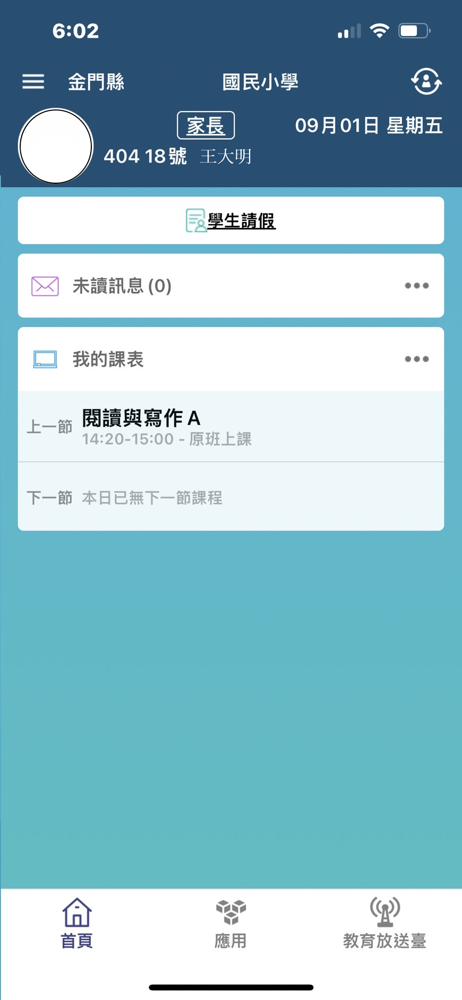 6:02
金門縣 國民小學
家長 09月01日 星期五
404 18號 王大明
學生請假
未讀訊息 (0)
我的課表
上一節 閱讀與寫作 A
14:20-15:00 - 原班上課
下一節 本日已無下一節課程
首頁 應用 教育放送臺